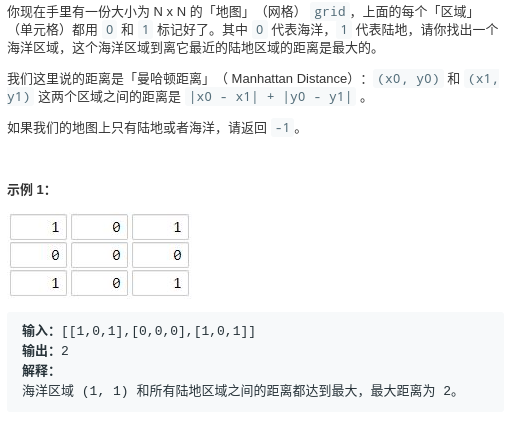 你现在手里有一份大小为 N x N 的「地图」（网格） grid，上面的每个「区域」
（单元格）都用 0 和 1 标记好了。其中 0 代表海洋，1 代表陆地，请你找出一个
海洋区域，这个海洋区域到离它最近的陆地区域的距离是最大的。
我们这里说的距离是「曼哈顿距离」（ Manhattan Distance）：(x0, y0) 和 (x1,
y1) 这两个区域之间的距离是 |x0 - x1| + |y0 - y1| 。
如果我们的地图上只有陆地或者海洋，请返回 -1 。
示例 1：
1 0 1
0 0 0
1 0 1
输入：[[1,0,1],[0,0,0],[1,0,1]]
输出：2
解释：
海洋区域 (1, 1) 和所有陆地区域之间的距离都达到最大，最大距离为 2。